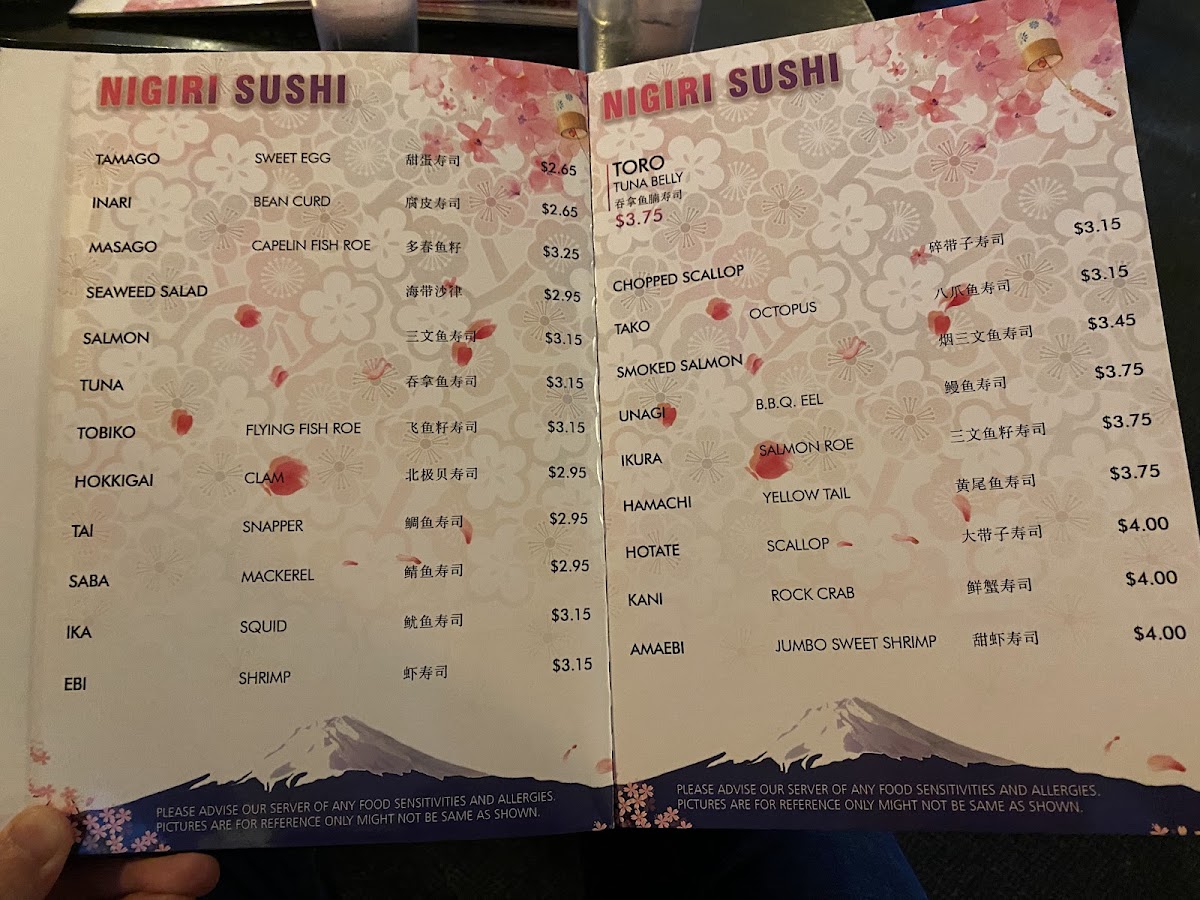 NIGIRI SUSHI
TAMAGO SWEET EGG 甜蛋寿司 $2.65
INARI BEAN CURD 腐皮寿司 $2.65
MASAGO CAPELIN FISH ROE 多春鱼籽 $3.25
SEAWEED SALAD 海带沙律 $2.95
SALMON 三文鱼寿司 $3.15
TUNA 吞拿鱼寿司 $3.15
TOBIKO FLYING FISH ROE 飞鱼籽寿司 $3.15
HOKKIGAI CLAM 北极贝寿司 $2.95
TAI SNAPPER 鲷鱼寿司 $2.95
SABA MACKEREL 鲭鱼寿司 $2.95
IKA SQUID 鱿鱼寿司 $3.15
EBI SHRIMP 虾寿司 $3.15
PLEASE ADVISE OUR SERVER OF ANY FOOD SENSITIVITIES AND ALLERGIES.
PICTURES ARE FOR REFERENCE ONLY MIGHT NOT BE SAME AS SHOWN.
NIGIRI SUSHI
TORO
TUNA BELLY
吞拿鱼腩寿司
$3.75
CHOPPED SCALLOP 碎带子寿司 $3.15
TAKO OCTOPUS 八爪鱼寿司 $3.15
SMOKED SALMON 烟三文鱼寿司 $3.45
UNAGI B.B.Q. EEL 鳗鱼寿司 $3.75
IKURA SALMON ROE 三文鱼籽寿司 $3.75
HAMACHI YELLOW TAIL 黄尾鱼寿司 $3.75
HOTATE SCALLOP 大带子寿司 $4.00
KANI ROCK CRAB 鲜蟹寿司 $4.00
AMAEBI JUMBO SWEET SHRIMP 甜虾寿司 $4.00
PLEASE ADVISE OUR SERVER OF ANY FOOD SENSITIVITIES AND ALLERGIES.
PICTURES ARE FOR REFERENCE ONLY MIGHT NOT BE SAME AS SHOWN.